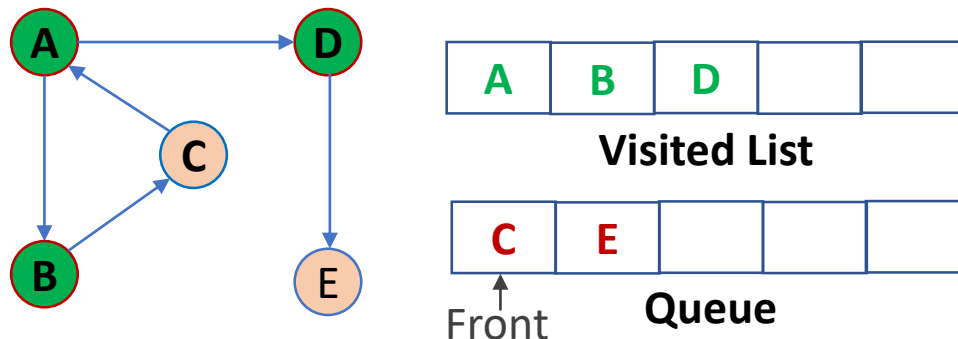 A
D
C
B
E
A B D
Visited List
C E
Front
Queue